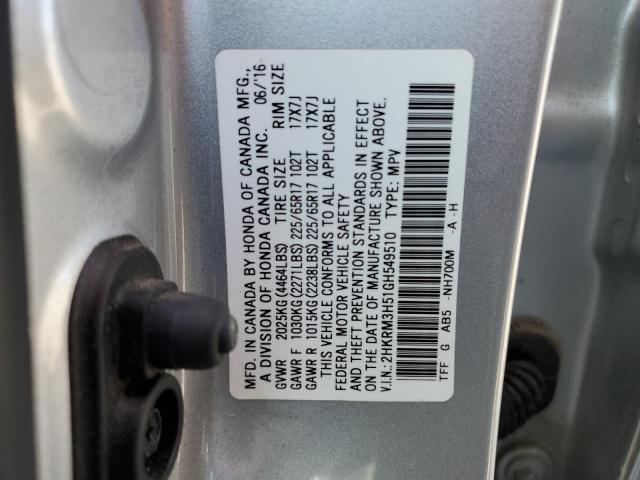 MFD. IN CANADA BY HONDA OF CANADA MFG.,
A DIVISION OF HONDA CANADA INC. 06/16
GVWR 2025KG(4464LBS) TIRE SIZE RIM SIZE
GAWR F 1030KG(2271LBS)225/65R17 102T 17X7J
GAWR R 1015KG(2238LBS)225/65R17 102T 17X7J
THIS VEHICLE CONFORMS TO ALL APPLICABLE
FEDERAL MOTOR VEHICLE SAFETY
AND THEFT PREVENTION STANDARDS IN EFFECT
ON THE DATE OF MANUFACTURE SHOWN ABOVE.
V.I.N.: 2HKRM3H51GH549510 TYPE: MPV
TFF G AB5 -NH700M -A -H